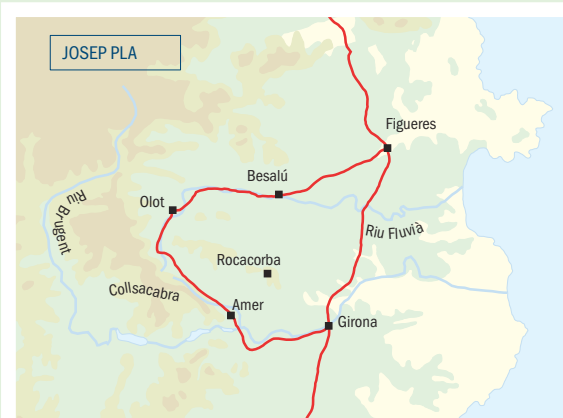 JOSEP PLA
Figueres
Besalú
Olot
Riu Brugent
Riu Fluvià
Rocacorba
Collsacabra
Amer
Girona